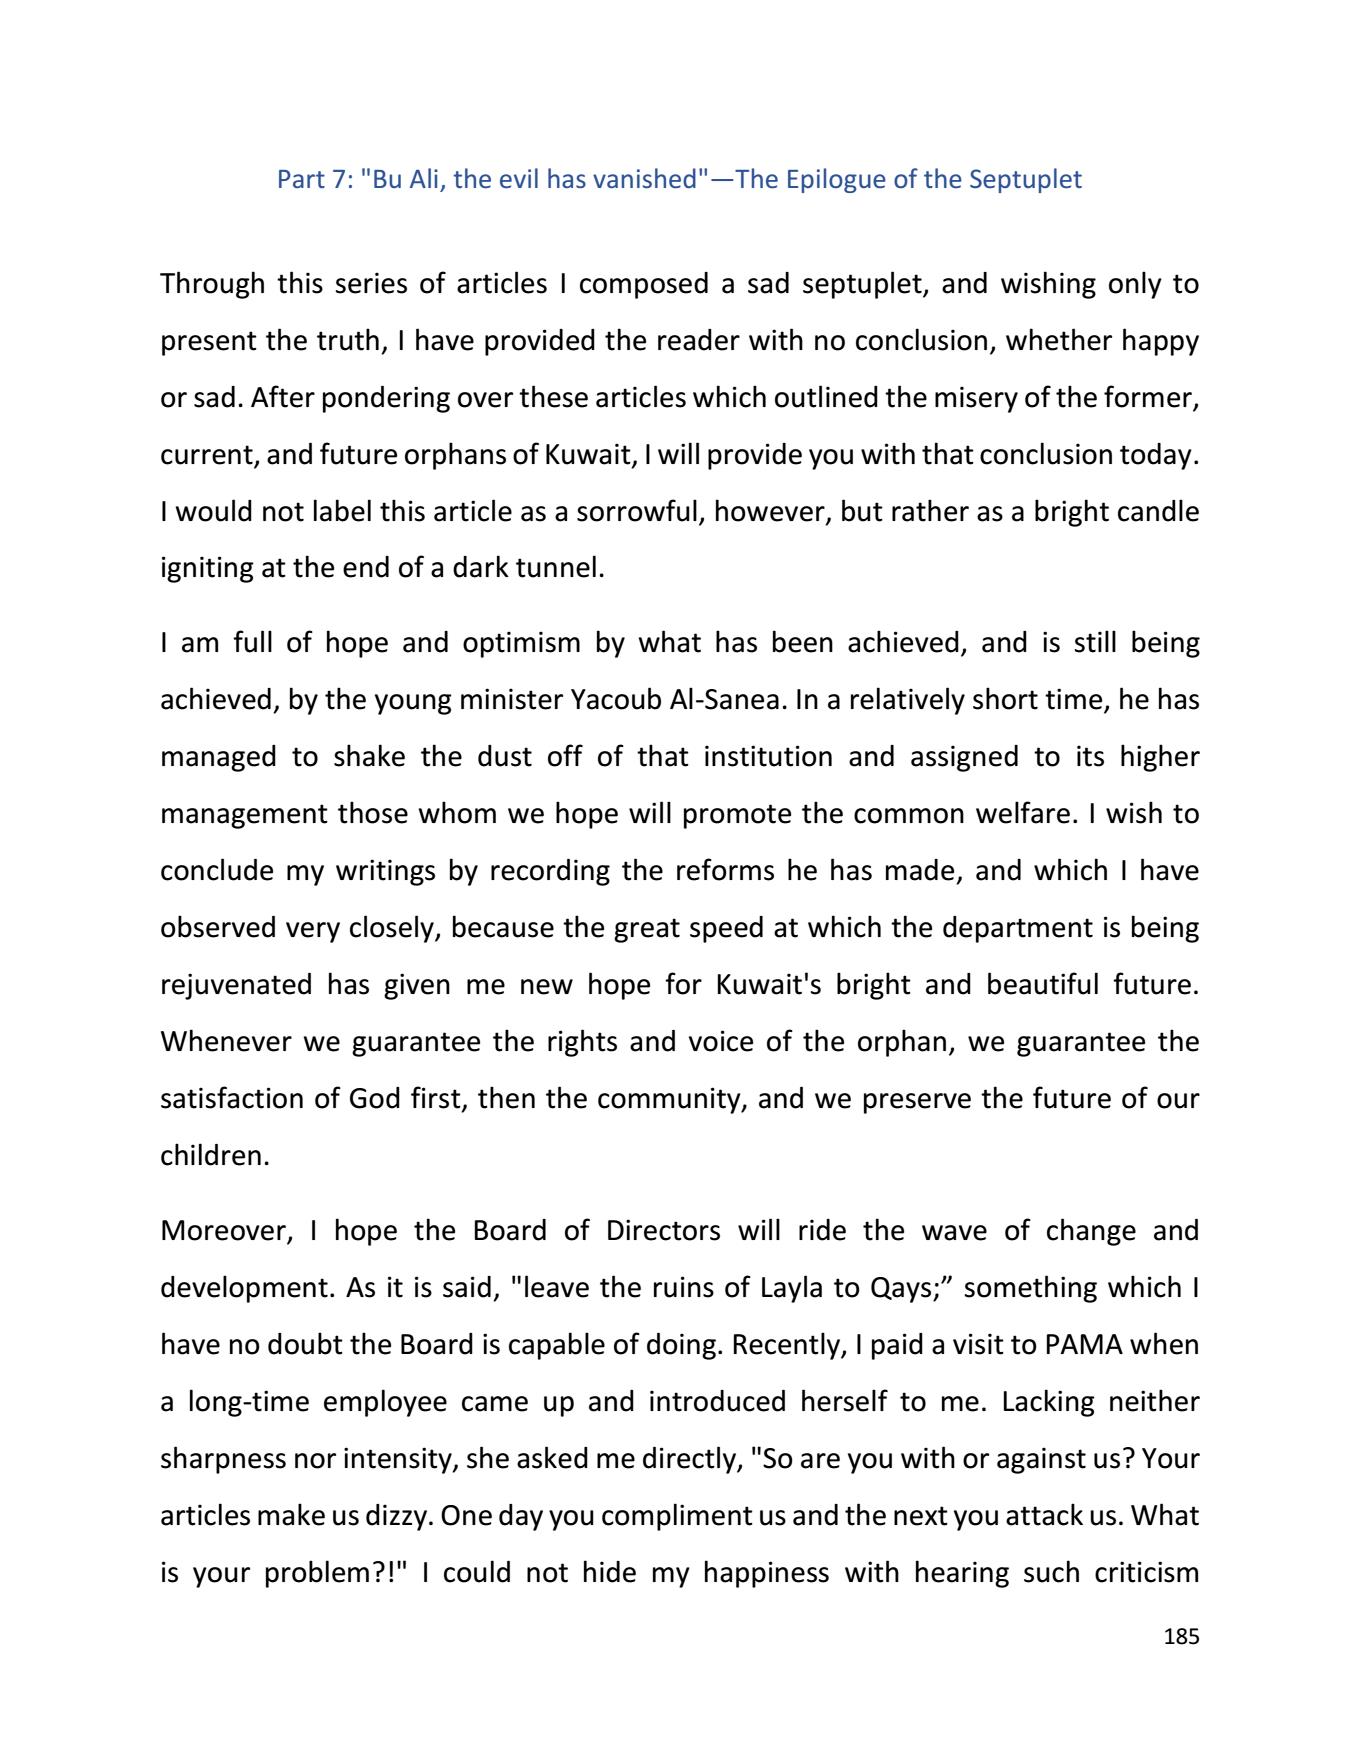 Part 7: "Bu Ali, the evil has vanished"—The Epilogue of the Septuplet
Through this series of articles I composed a sad septuplet, and wishing only to
present the truth, I have provided the reader with no conclusion, whether happy
or sad. After pondering over these articles which outlined the misery of the former,
current, and future orphans of Kuwait, I will provide you with that conclusion today.
I would not label this article as a sorrowful, however, but rather as a bright candle
igniting at the end of a dark tunnel.
I am full of hope and optimism by what has been achieved, and is still being
achieved, by the young minister Yacoub Al-Sanea. In a relatively short time, he has
managed to shake the dust off of that institution and assigned to its higher
management those whom we hope will promote the common welfare. I wish to
conclude my writings by recording the reforms he has made, and which I have
observed very closely, because the great speed at which the department is being
rejuvenated has given me new hope for Kuwait's bright and beautiful future.
Whenever we guarantee the rights and voice of the orphan, we guarantee the
satisfaction of God first, then the community, and we preserve the future of our
children.
Moreover, I hope the Board of Directors will ride the wave of change and
development. As it is said, "leave the ruins of Layla to Qays;” something which I
have no doubt the Board is capable of doing. Recently, I paid a visit to PAMA when
a long-time employee came up and introduced herself to me. Lacking neither
sharpness nor intensity, she asked me directly, "So are you with or against us? Your
articles make us dizzy. One day you compliment us and the next you attack us. What
is your problem?!" I could not hide my happiness with hearing such criticism
185